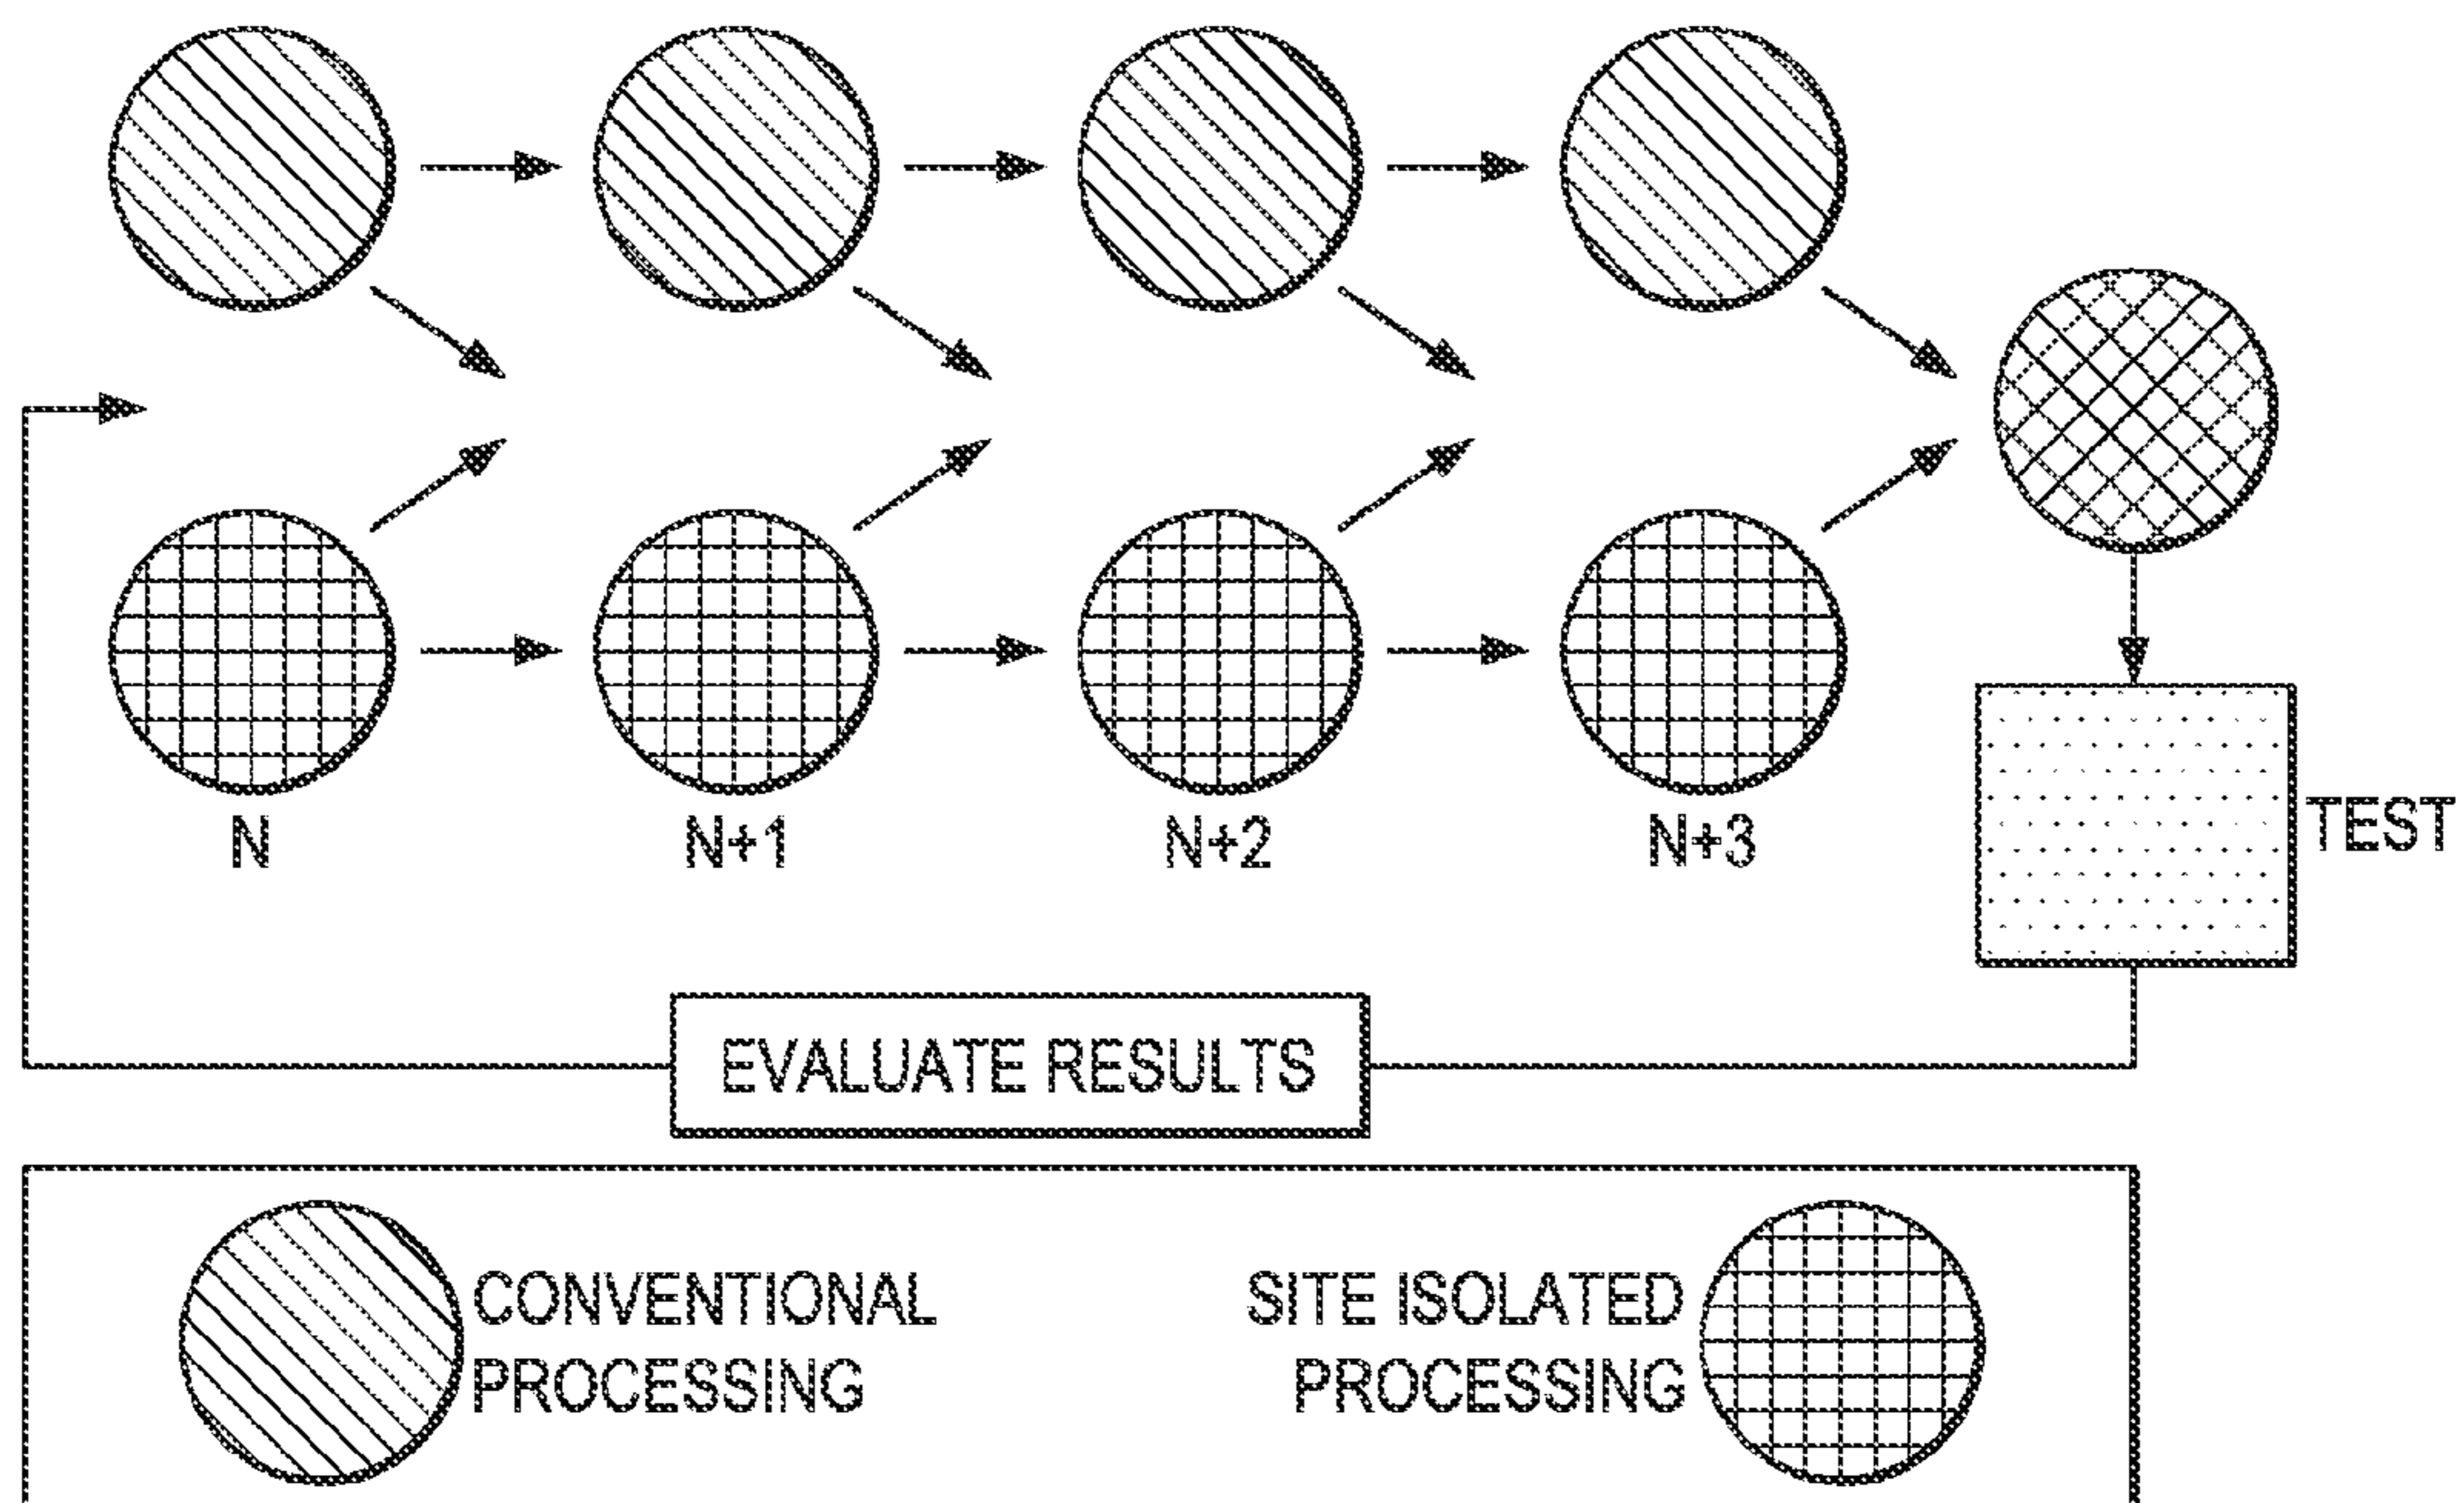 N
N+1
N+2
N+3
TEST
EVALUATE RESULTS
CONVENTIONAL
PROCESSING
SITE ISOLATED
PROCESSING